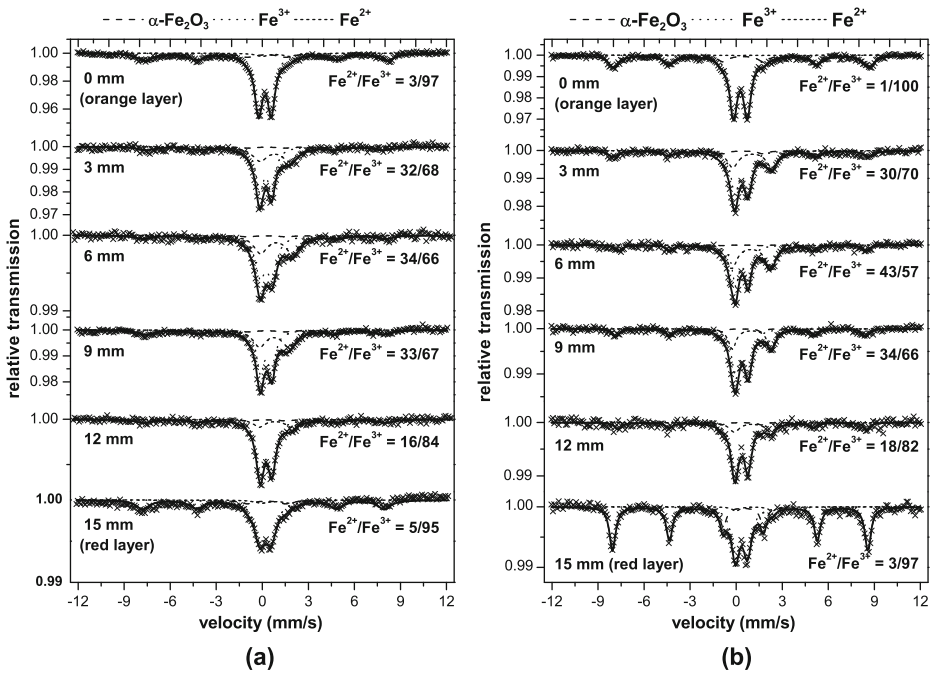 α-Fe₂O₃ Fe³⁺ Fe²⁺
(a)
1.00
0.98
0.96
0 mm
(orange layer)
Fe²⁺/Fe³⁺ = 3/97
1.00
0.99
0.98
0.97
3 mm
Fe²⁺/Fe³⁺ = 32/68
1.00
0.99
6 mm
Fe²⁺/Fe³⁺ = 34/66
1.00
0.99
0.98
9 mm
Fe²⁺/Fe³⁺ = 33/67
1.00
12 mm
Fe²⁺/Fe³⁺ = 16/84
1.00
0.99
15 mm
(red layer)
Fe²⁺/Fe³⁺ = 5/95
relative transmission
-12 -9 -6 -3 0 3 6 9 12
velocity (mm/s)
(a)
α-Fe₂O₃ Fe³⁺ Fe²⁺
(b)
1.00
0.99
0.98
0.97
0 mm
(orange layer)
Fe²⁺/Fe³⁺ = 1/100
1.00
0.99
0.98
3 mm
Fe²⁺/Fe³⁺ = 30/70
1.00
0.99
0.98
6 mm
Fe²⁺/Fe³⁺ = 43/57
1.00
0.99
9 mm
Fe²⁺/Fe³⁺ = 34/66
1.00
0.99
12 mm
Fe²⁺/Fe³⁺ = 18/82
1.00
0.99
15 mm (red layer)
Fe²⁺/Fe³⁺ = 3/97
relative transmission
-12 -9 -6 -3 0 3 6 9 12
velocity (mm/s)
(b)